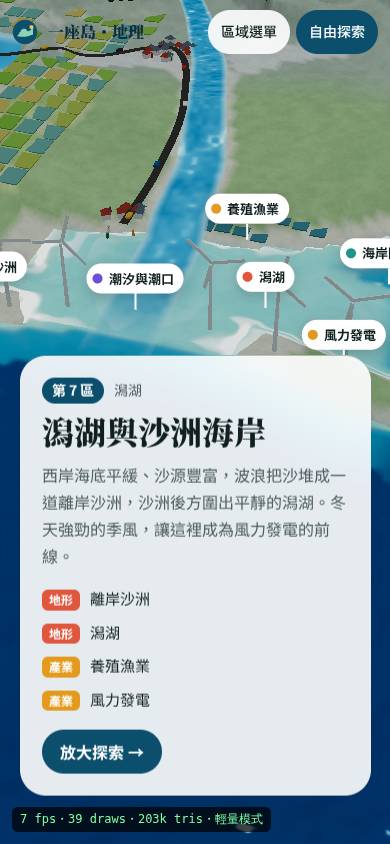 一座島・地理
區域選單
自由探索
養殖漁業
沙洲
海岸
潮汐與潮口
潟湖
風力發電
第 7 區 潟湖
潟湖與沙洲海岸
西岸海底平緩、沙源豐富，波浪把沙堆成一
道離岸沙洲，沙洲後方圍出平靜的潟湖。冬
天強勁的季風，讓這裡成為風力發電的前
線。
地形 離岸沙洲
地形 潟湖
產業 養殖漁業
產業 風力發電
放大探索 →
7 fps · 39 draws · 203k tris · 輕量模式